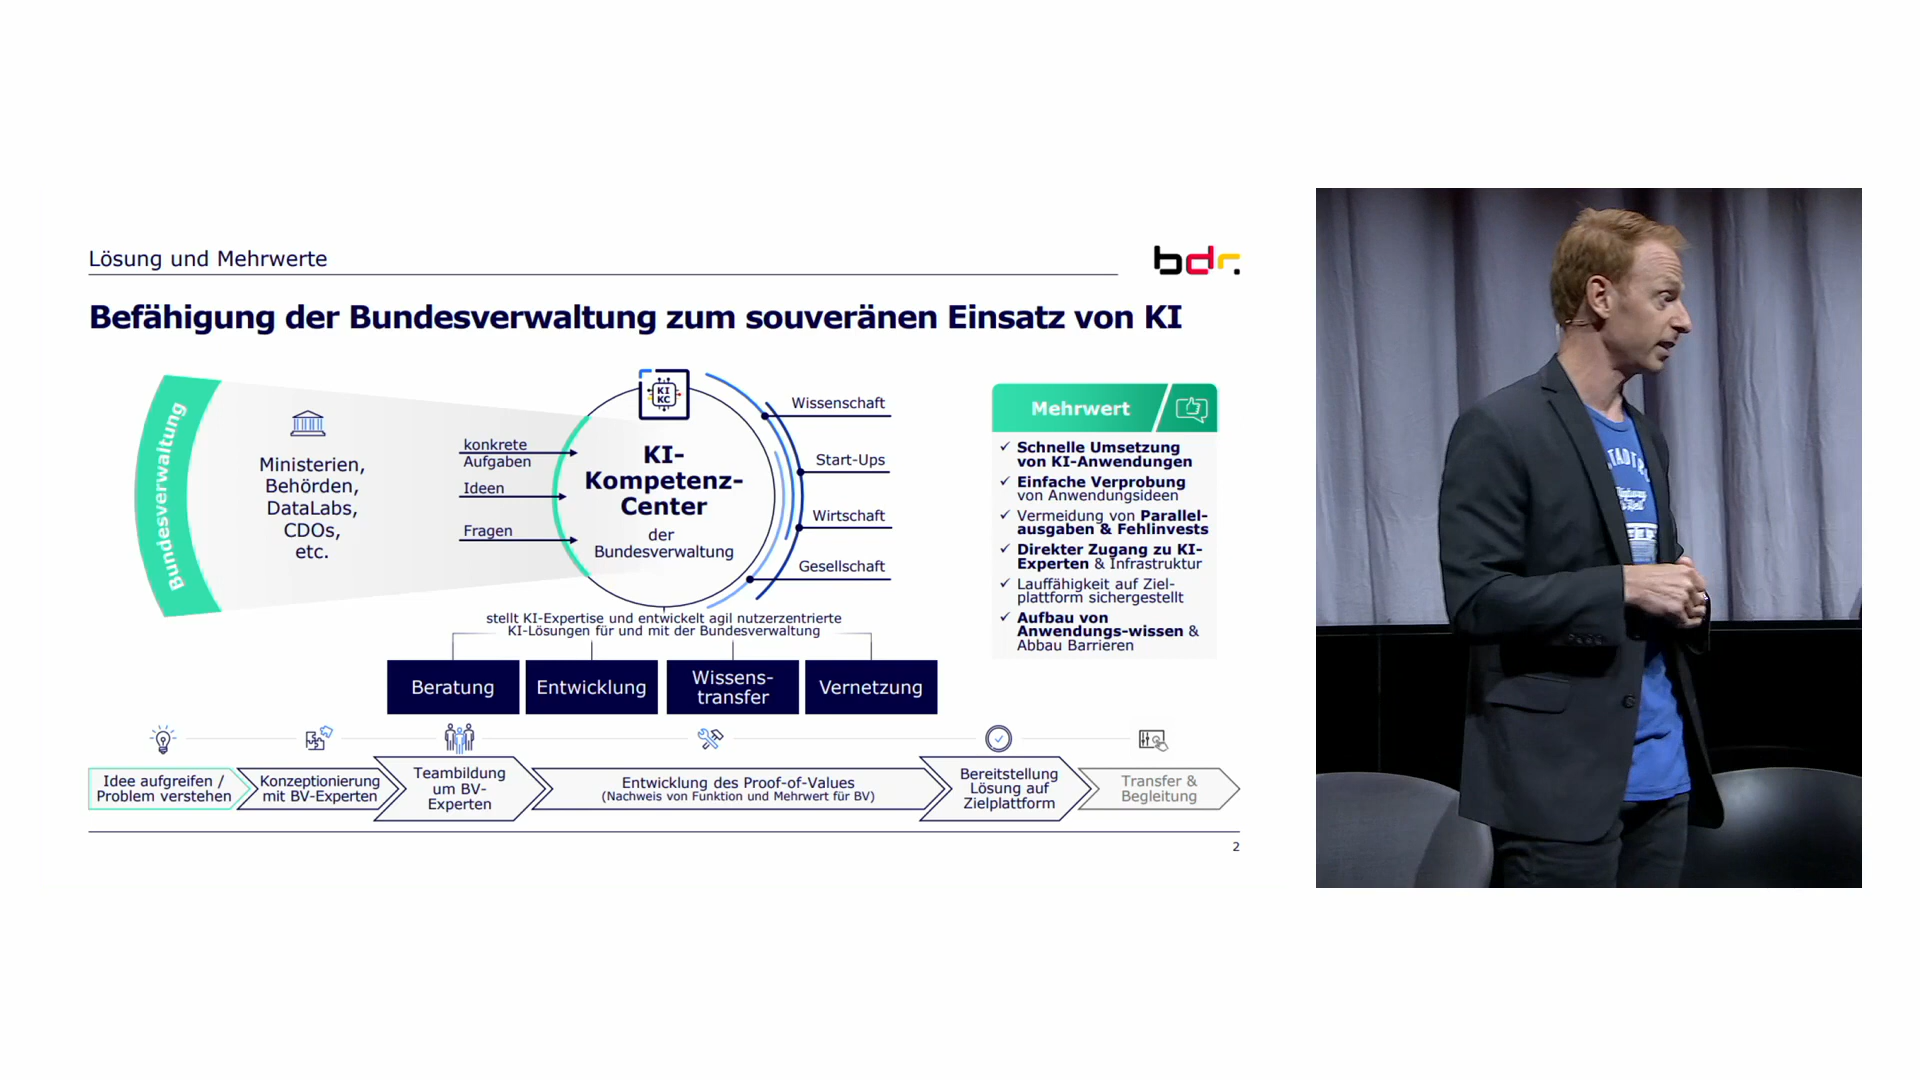 Lösung und Mehrwerte
bdr.
Befähigung der Bundesverwaltung zum souveränen Einsatz von KI
Bundesverwaltung
Ministerien,
Behörden,
DataLabs,
CDOs,
etc.
konkrete
Aufgaben
Ideen
Fragen
KI
KC
KI-
Kompetenz-
Center
der
Bundesverwaltung
Wissenschaft
Start-Ups
Wirtschaft
Gesellschaft
stellt KI-Expertise und entwickelt agil nutzerzentrierte
KI-Lösungen für und mit der Bundesverwaltung
Beratung
Entwicklung
Wissens-
transfer
Vernetzung
Mehrwert
✓ Schnelle Umsetzung
von KI-Anwendungen
✓ Einfache Verprobung
von Anwendungsideen
✓ Vermeidung von Parallel-
ausgaben & Fehlinvests
✓ Direkter Zugang zu KI-
Experten & Infrastruktur
✓ Lauffähigkeit auf Ziel-
plattform sichergestellt
✓ Aufbau von
Anwendungs-wissen &
Abbau Barrieren
Idee aufgreifen /
Problem verstehen
Konzeptionierung
mit BV-Experten
Teambildung
um BV-
Experten
Entwicklung des Proof-of-Values
(Nachweis von Funktion und Mehrwert für BV)
Bereitstellung
Lösung auf
Zielplattform
Transfer &
Begleitung
2